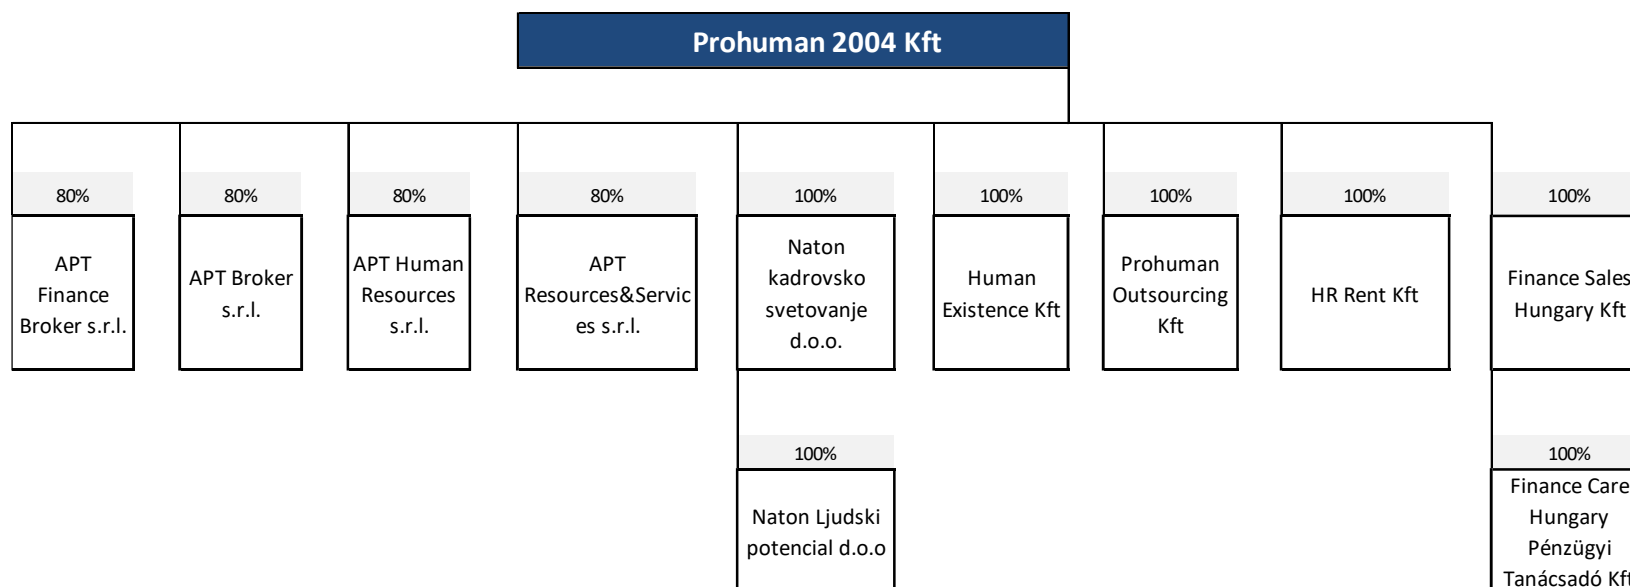 Prohuman 2004 Kft
80%
80%
80%
80%
100%
100%
100%
100%
100%
APT
Finance
Broker s.r.l.
APT Broker
s.r.l.
APT Human
Resources
s.r.l.
APT
Resources&Servic
es s.r.l.
Naton
kadrovsko
svetovanje
d.o.o.
Human
Existence Kft
Prohuman
Outsourcing
Kft
HR Rent Kft
Finance Sales
Hungary Kft
100%
100%
Naton Ljudski
potencial d.o.o
Finance Care
Hungary
Pénzügyi
Tanácsadó Kft